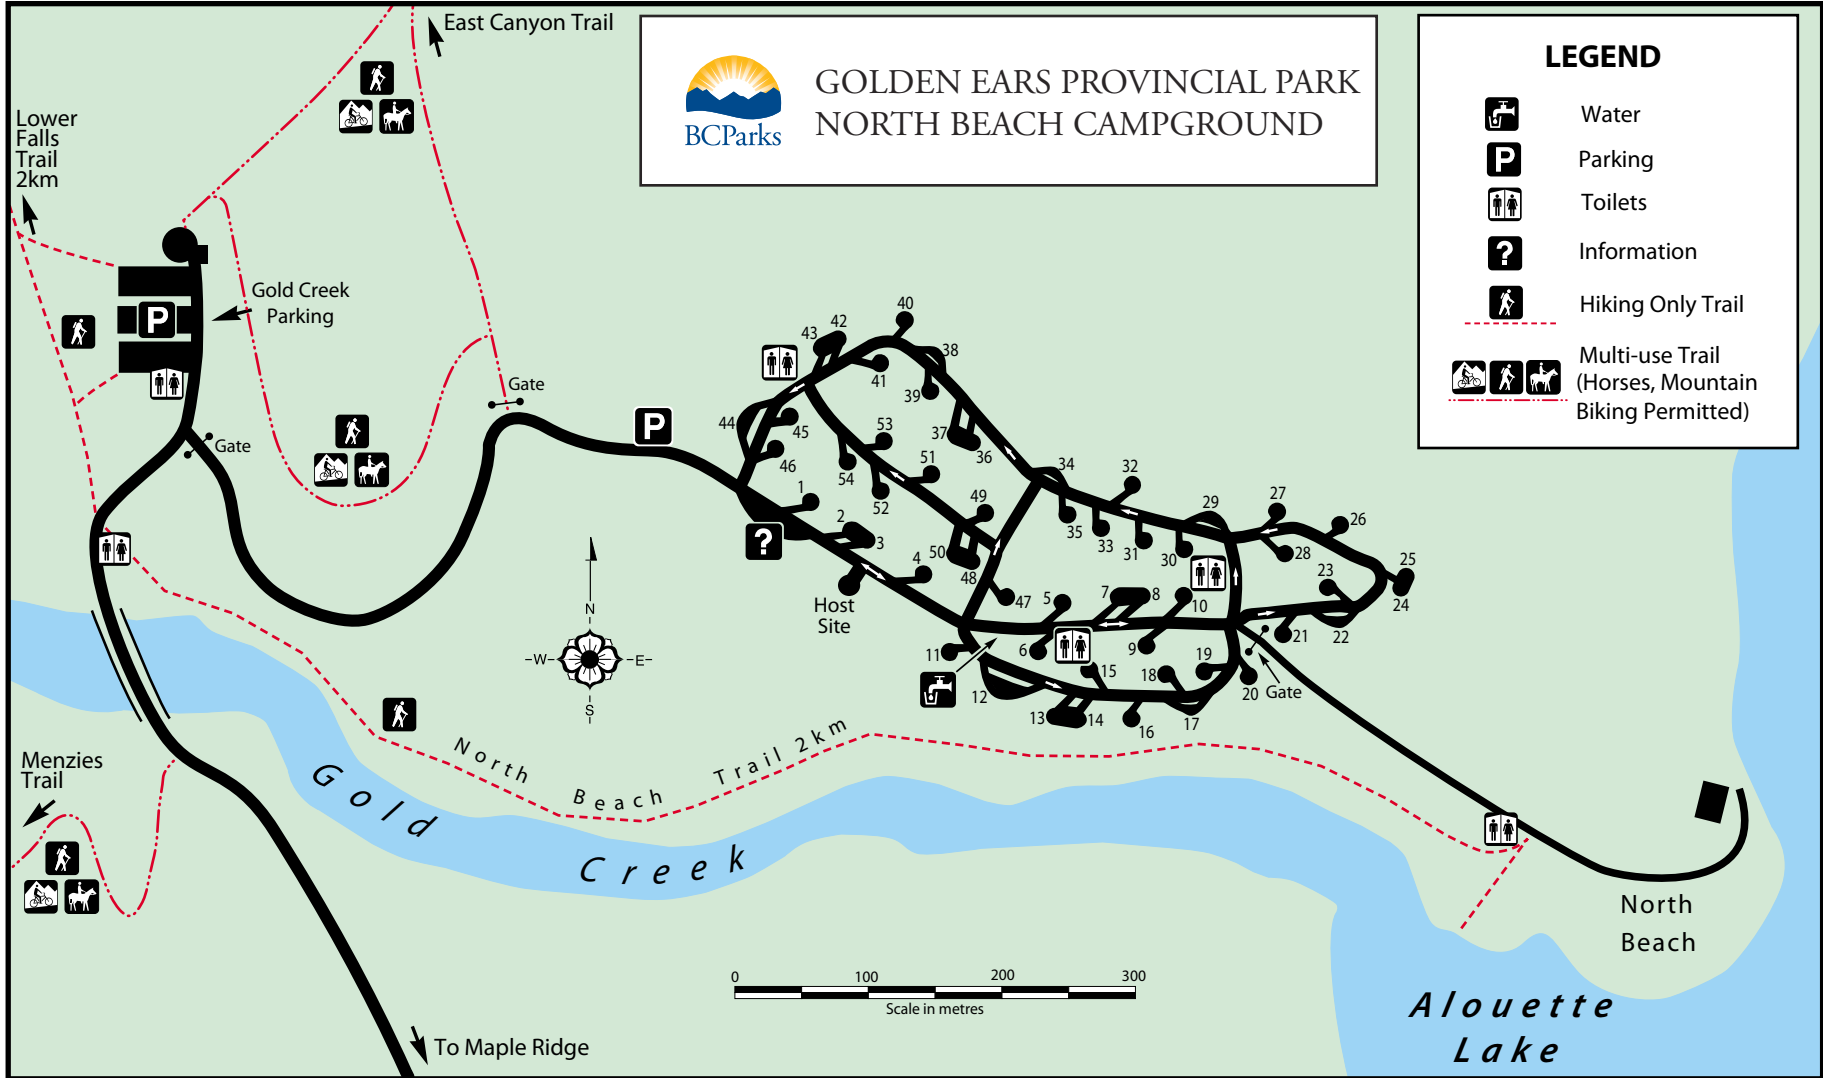 East Canyon Trail
BCParks
GOLDEN EARS PROVINCIAL PARK
NORTH BEACH CAMPGROUND
LEGEND
Water
P
Parking
Toilets
?
Information
Hiking Only Trail
Multi-use Trail
(Horses, Mountain
Biking Permitted)
Lower
Falls
Trail
2km
P
Gold Creek
Parking
Gate
Gate
P
?
40
42
43
38
41
39
44
45
53
37
36
46
51
54
34
32
1
52
49
29
27
26
2
35
33
31
30
28
3
50
25
4
48
23
24
47
5
7
8
10
22
21
Host
Site
11
6
9
19
15
18
20
Gate
12
13
14
16
17
N
W
E
S
North
Beach
Trail 2km
Menzies
Trail
Gold
Creek
North
Beach
0
100
200
300
Scale in metres
Alouette
Lake
To Maple Ridge